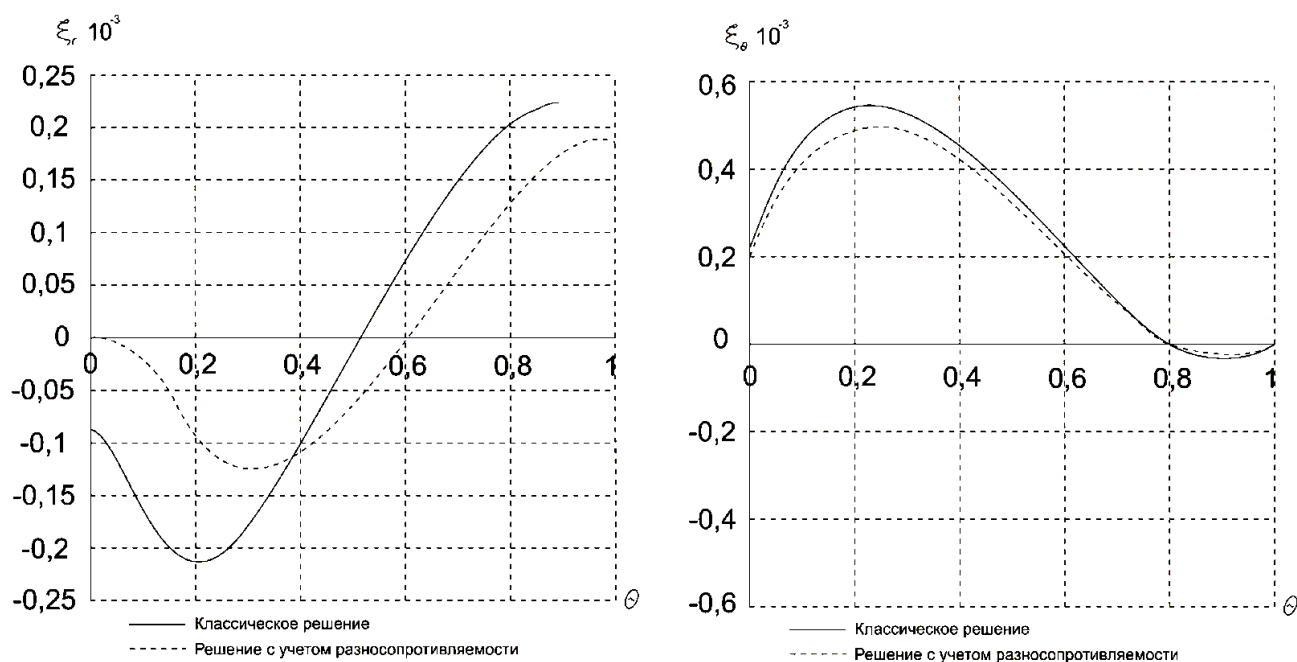 ξr 10⁻³
0,25
0,2
0,15
0,1
0,05
0
-0,05
-0,1
-0,15
-0,2
-0,25
0 0,2 0,4 0,6 0,8 1
θ
Классическое решение
Решение с учетом разносопротивляемости
ξθ 10⁻³
0,6
0,4
0,2
0
-0,2
-0,4
-0,6
0 0,2 0,4 0,6 0,8 1
θ
Классическое решение
Решение с учетом разносопротивляемости